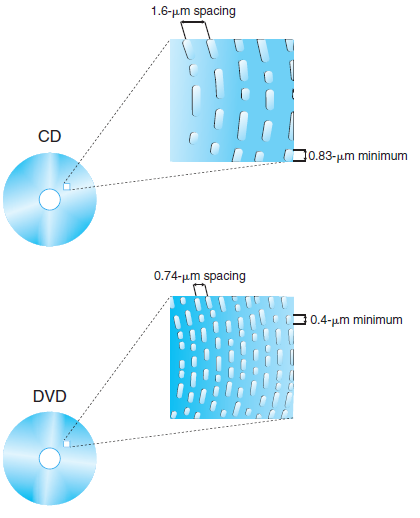 1.6-μm spacing
CD
0.83-μm minimum
0.74-μm spacing
0.4-μm minimum
DVD